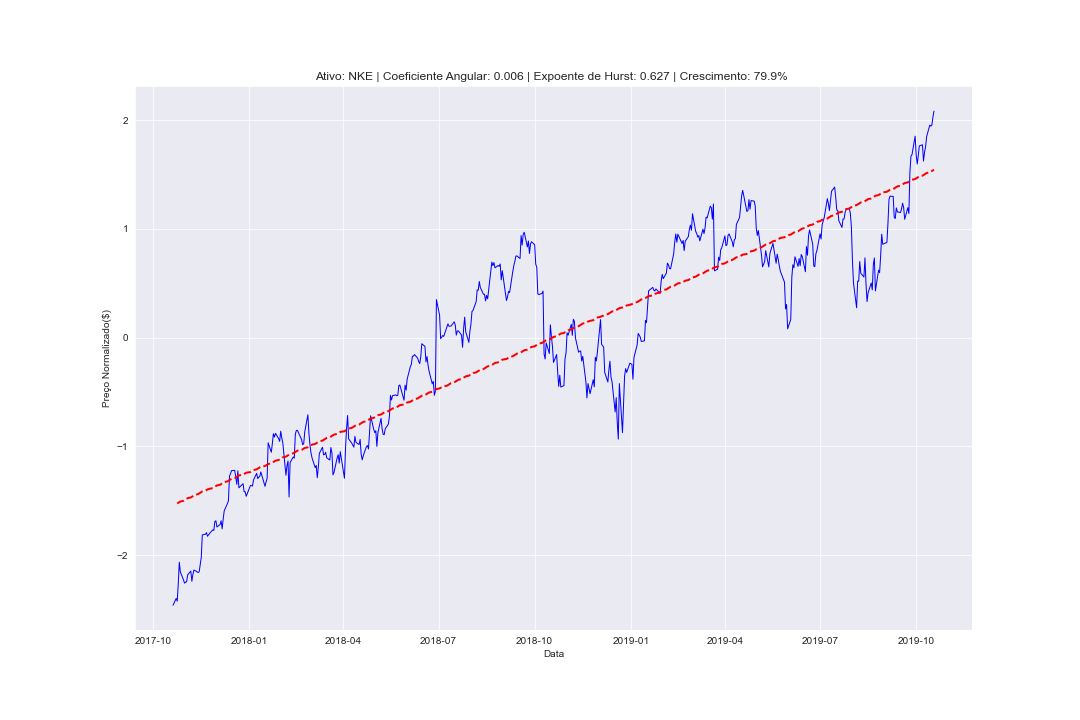 Ativo: NKE | Coeficiente Angular: 0.006 | Expoente de Hurst: 0.627 | Crescimento: 79.9%
Preço Normalizado($)
2
1
0
−1
−2
2017-10 2018-01 2018-04 2018-07 2018-10 2019-01 2019-04 2019-07 2019-10
Data